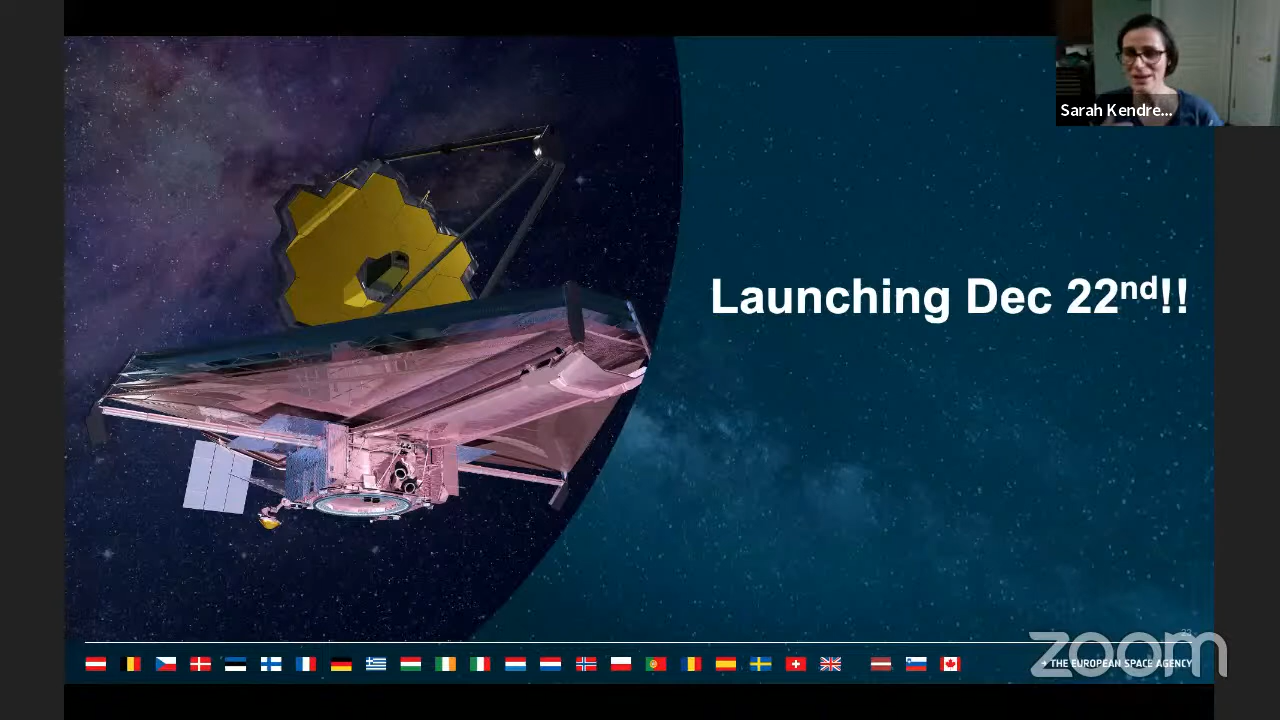 Sarah Kendre...
Launching Dec 22nd!!
→ THE EUROPEAN SPACE AGENCY
zoom